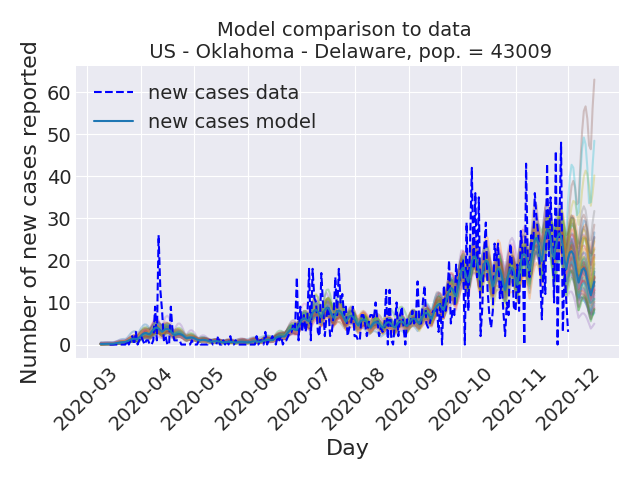 Model comparison to data
US - Oklahoma - Delaware, pop. = 43009
Number of new cases reported
60
50
40
30
20
10
0
new cases data
new cases model
2020-03
2020-04
2020-05
2020-06
2020-07
2020-08
2020-09
2020-10
2020-11
2020-12
Day